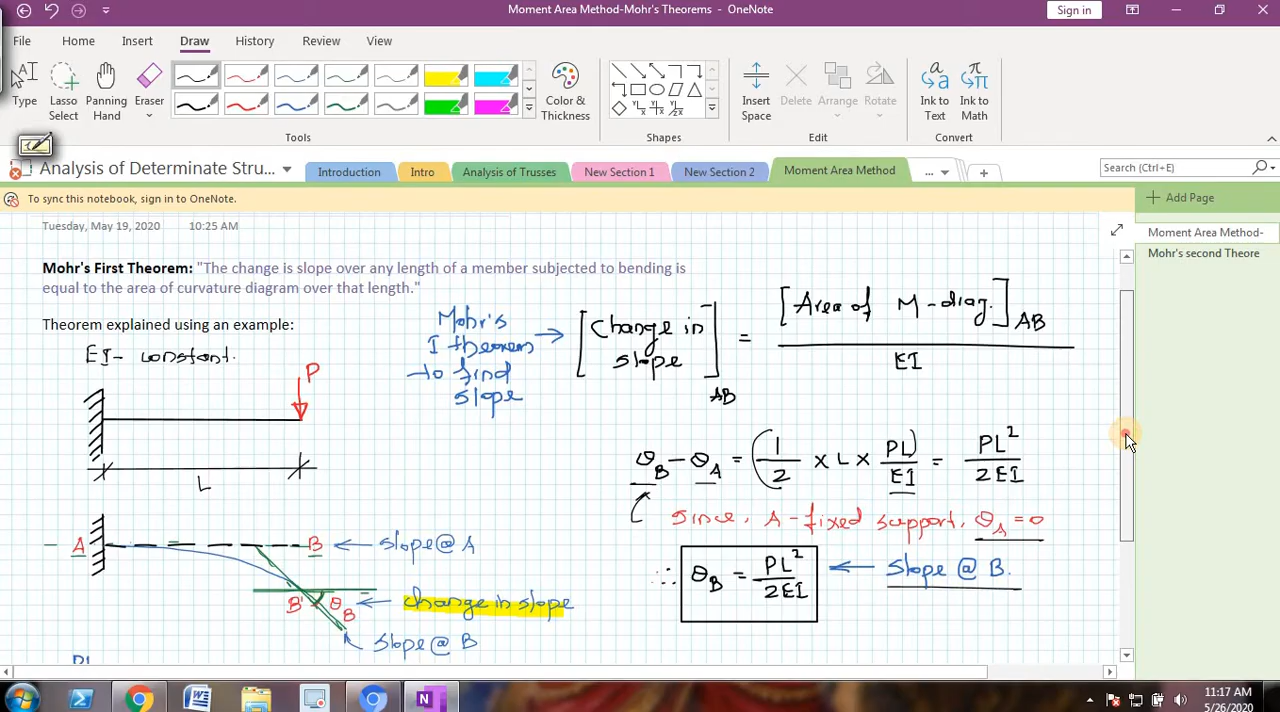 Moment Area Method-Mohr's Theorems - OneNote
Sign in
File Home Insert Draw History Review View
Type
Lasso Select
Panning Hand
Eraser
Color & Thickness
Insert Space
Delete
Arrange
Rotate
Ink to Text
Ink to Math
Tools
Shapes
Edit
Convert
Analysis of Determinate Stru...
Introduction
Intro
Analysis of Trusses
New Section 1
New Section 2
Moment Area Method
...
Search (Ctrl+E)
To sync this notebook, sign in to OneNote.
Add Page
Moment Area Method-
Mohr's second Theore
Tuesday, May 19, 2020 10:25 AM
Mohr's First Theorem: "The change is slope over any length of a member subjected to bending is
equal to the area of curvature diagram over that length."
Theorem explained using an example:
EI- constant.
P
L
Mohr's
I theorem
to find
slope
[Change in slope]AB = [Area of M-diag.]AB / EI
θB - θA = (1/2 × L × PL/EI) = PL²/2EI
Since, A-fixed support, θA = 0
∴ θB = PL²/2EI ← Slope @ B.
A
B ← slope@A
B' θB ← change in slope
slope@ B
PL
11:17 AM
5/26/2020